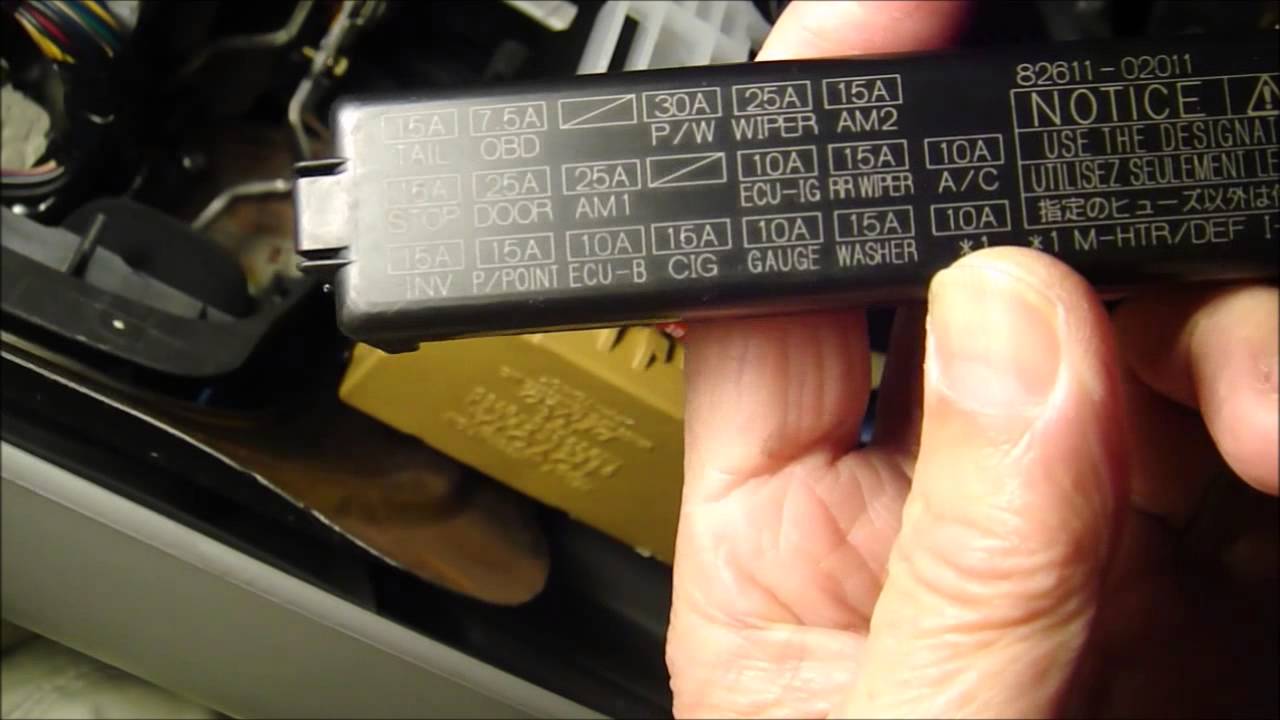 15A 7.5A 30A 25A 15A
TAIL OBD P/W WIPER AM2
15A 25A 25A 10A 15A 10A
STOP DOOR AM1 ECU-IG RR WIPER A/C
15A 15A 10A 15A 10A 15A 10A
INV P/POINT ECU-B CIG GAUGE WASHER *1
82611-02011
NOTICE
USE THE DESIGNAT
UTILISEZ SEULEMENT LE
指定のヒューズ以外は使
*1 M-HTR/DEF I-